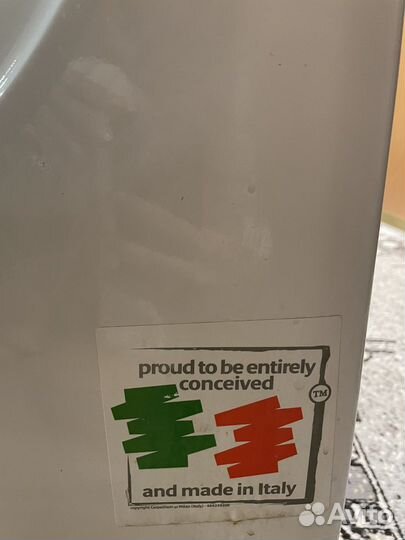 proud to be entirely
conceived
TM
and made in Italy
Avito